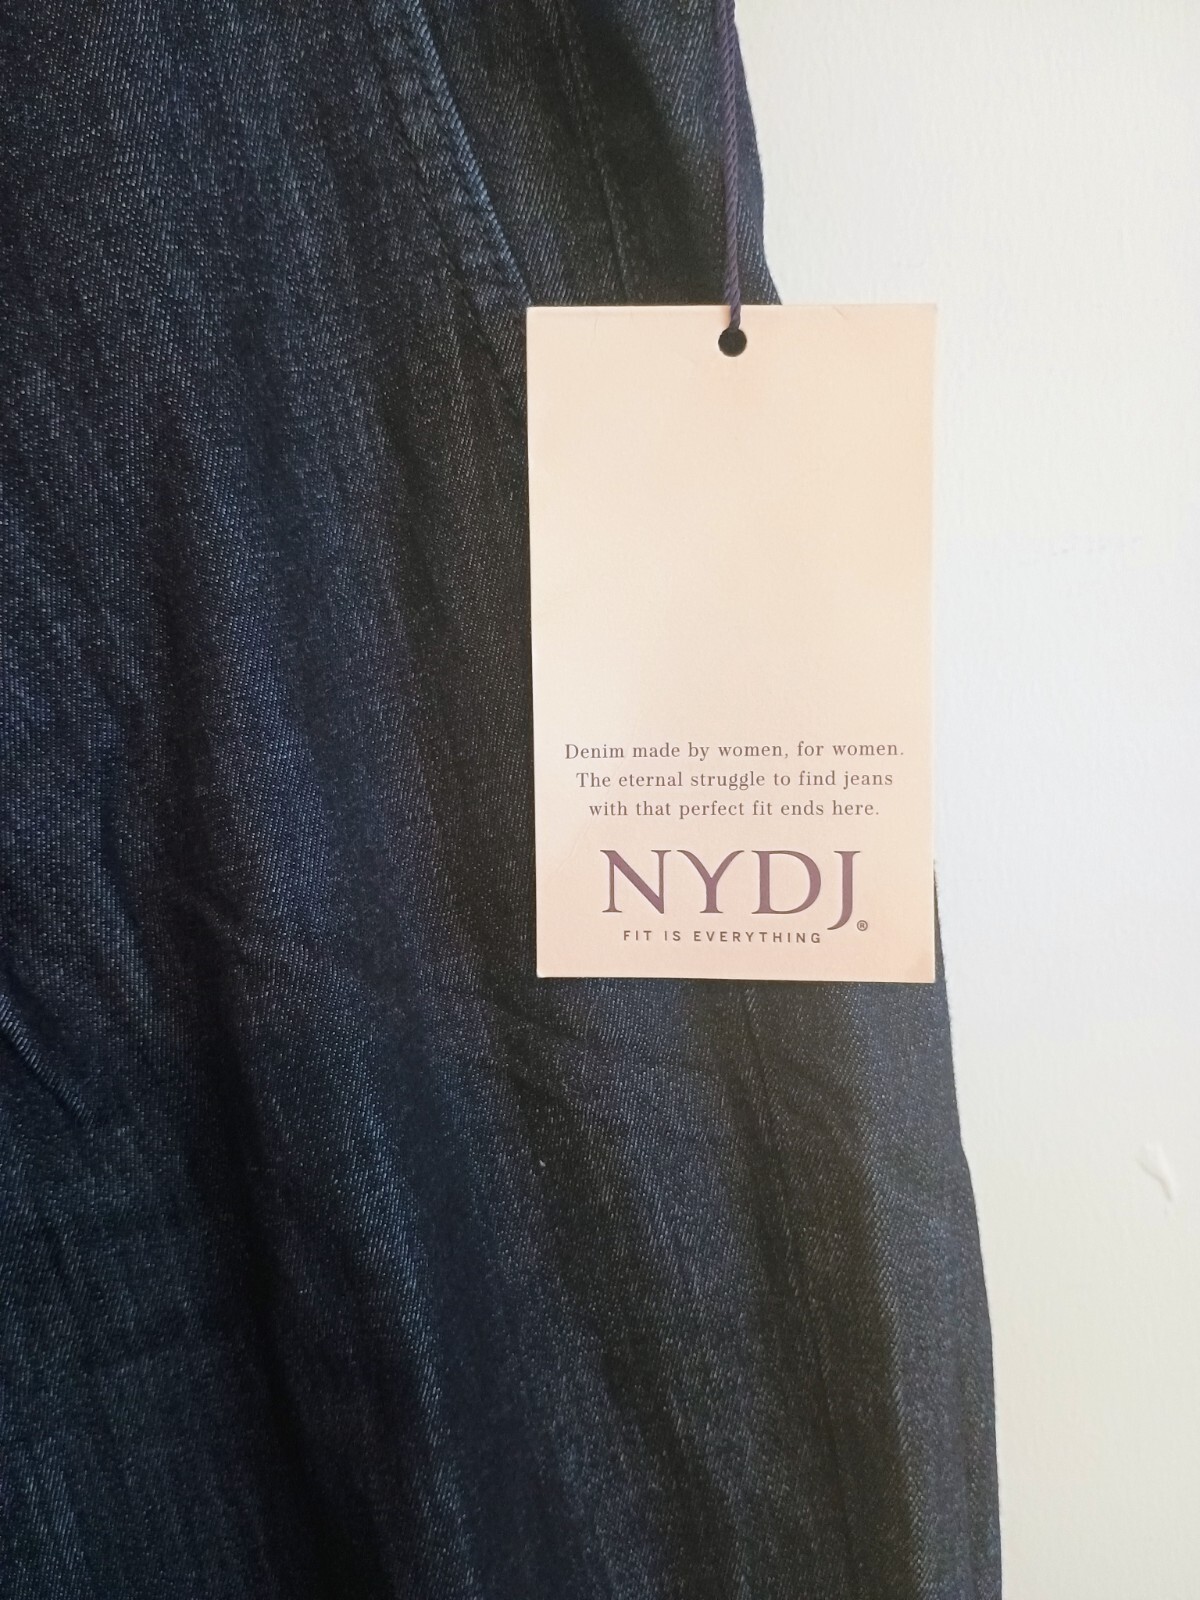 Denim made by women, for women.
The eternal struggle to find jeans
with that perfect fit ends here.
NYDJ®
FIT IS EVERYTHING